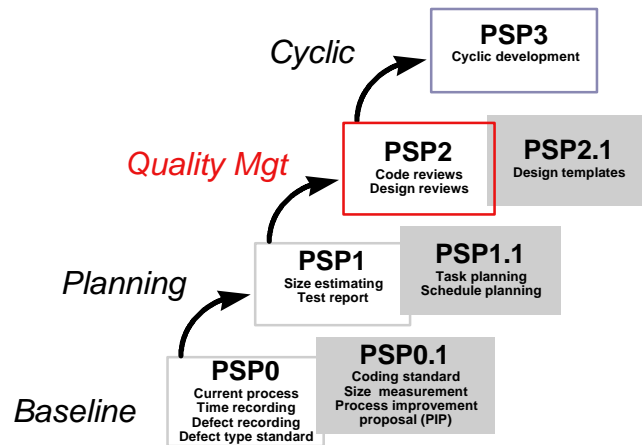 Cyclic
PSP3
Cyclic development
Quality Mgt
PSP2
Code reviews
Design reviews
PSP2.1
Design templates
Planning
PSP1
Size estimating
Test report
PSP1.1
Task planning
Schedule planning
Baseline
PSP0
Current process
Time recording
Defect recording
Defect type standard
PSP0.1
Coding standard
Size measurement
Process improvement
proposal (PIP)